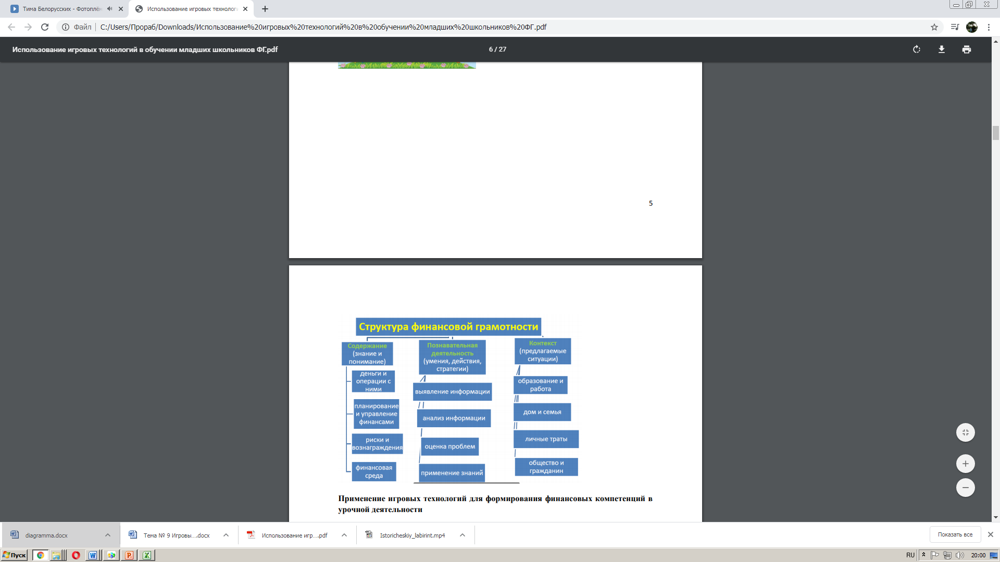 Тима Белорусских - Фотоплён
Использование игровых технологи
Файл
C:/Users/Прораб/Downloads/Использование%20игровых%20технологий%20в%20обучении%20младших%20школьников%20ФГ.pdf
Использование игровых технологий в обучении младших школьников ФГ.pdf
6 / 27
5
Структура финансовой грамотности
Содержание
(знание и
понимание)
деньги и
операции с
ними
планирование
и управление
финансами
риски и
вознаграждения
финансовая
среда
Познавательная
деятельность
(умения, действия,
стратегии)
выявление информации
анализ информации
оценка проблем
применение знаний
Контекст
(предлагаемые
ситуации)
образование и
работа
дом и семья
личные траты
общество и
гражданин
Применение игровых технологий для формирования финансовых компетенций в
урочной деятельности
diagramma.docx
Тема № 9 Игровы....docx
Использование игр....pdf
Istoricheskiy_labirint.mp4
Показать все
Пуск
RU
20:00